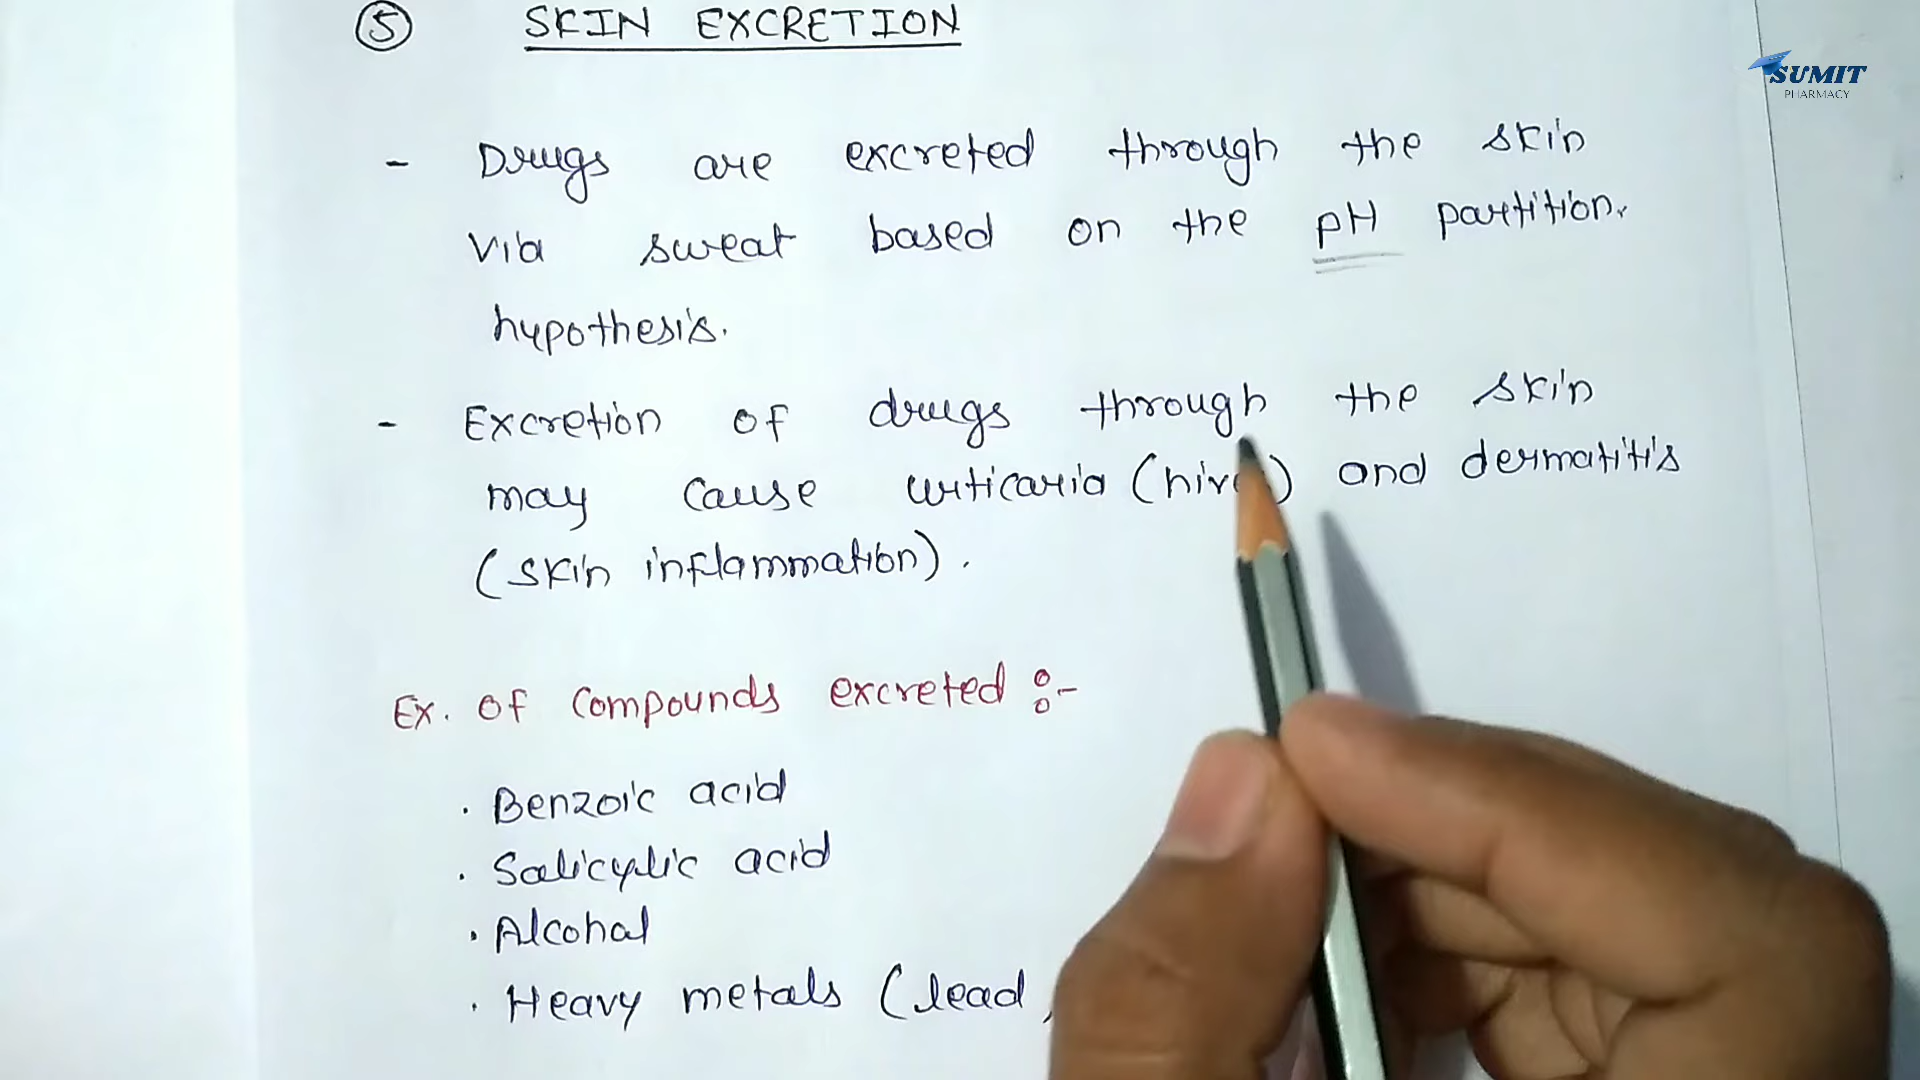 ⑤ SKIN EXCRETION
SUMIT
PHARMACY
- Drugs are excreted through the skin
via sweat based on the pH partition
hypothesis.
- Excretion of drugs through the skin
may cause urticaria (hi ) and dermatitis
(skin inflammation).
Ex. of compounds excreted :-
. Benzoic acid
. Salicylic acid
. Alcohal
. Heavy metals (lead,